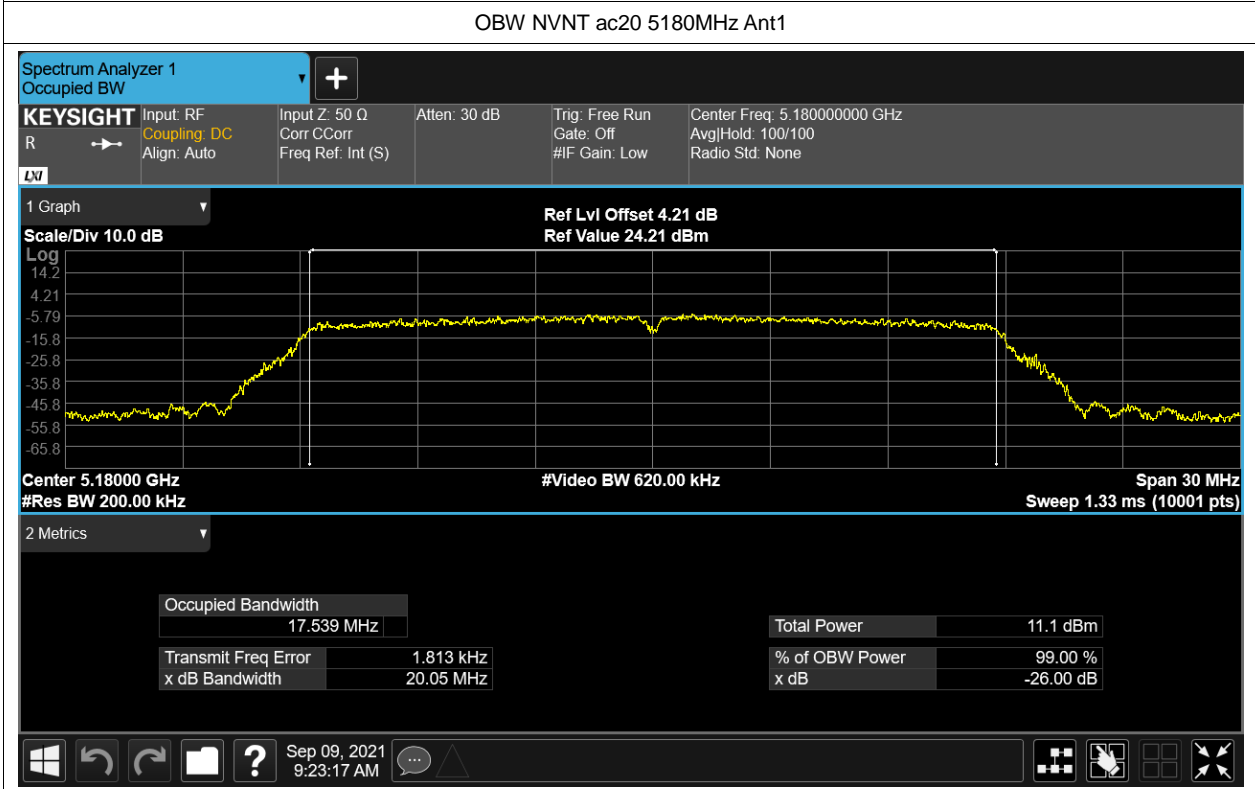 OBW NVNT ac20 5180MHz Ant1
Spectrum Analyzer 1
Occupied BW
KEYSIGHT
R
LXI
Input: RF
Coupling: DC
Align: Auto
Input Z: 50 Ω
Corr CCorr
Freq Ref: Int (S)
Atten: 30 dB
Trig: Free Run
Gate: Off
#IF Gain: Low
Center Freq: 5.180000000 GHz
Avg|Hold: 100/100
Radio Std: None
1 Graph
Scale/Div 10.0 dB
Ref Lvl Offset 4.21 dB
Ref Value 24.21 dBm
Log
14.2
4.21
-5.79
-15.8
-25.8
-35.8
-45.8
-55.8
-65.8
Center 5.18000 GHz
#Video BW 620.00 kHz
Span 30 MHz
#Res BW 200.00 kHz
Sweep 1.33 ms (10001 pts)
2 Metrics
Occupied Bandwidth
17.539 MHz
Total Power 11.1 dBm
Transmit Freq Error 1.813 kHz
% of OBW Power 99.00 %
x dB Bandwidth 20.05 MHz
x dB -26.00 dB
?
Sep 09, 2021
9:23:17 AM